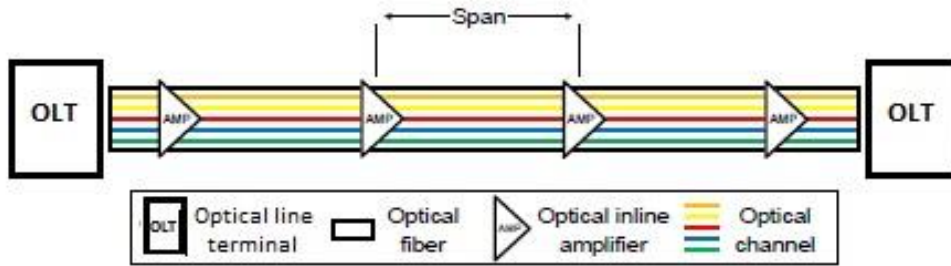 Span
OLT
AMP
AMP
AMP
AMP
OLT
OLT Optical line terminal
Optical fiber
AMP Optical inline amplifier
Optical channel